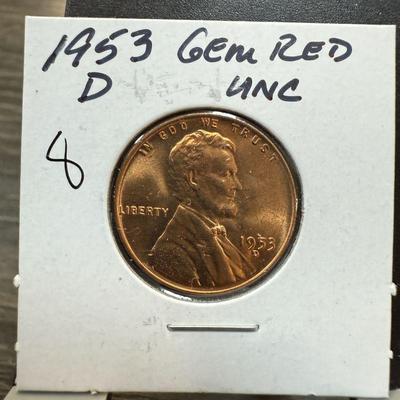 1953 Gem RED
D UNC
8
IN GOD WE TRUST
LIBERTY
1953
D